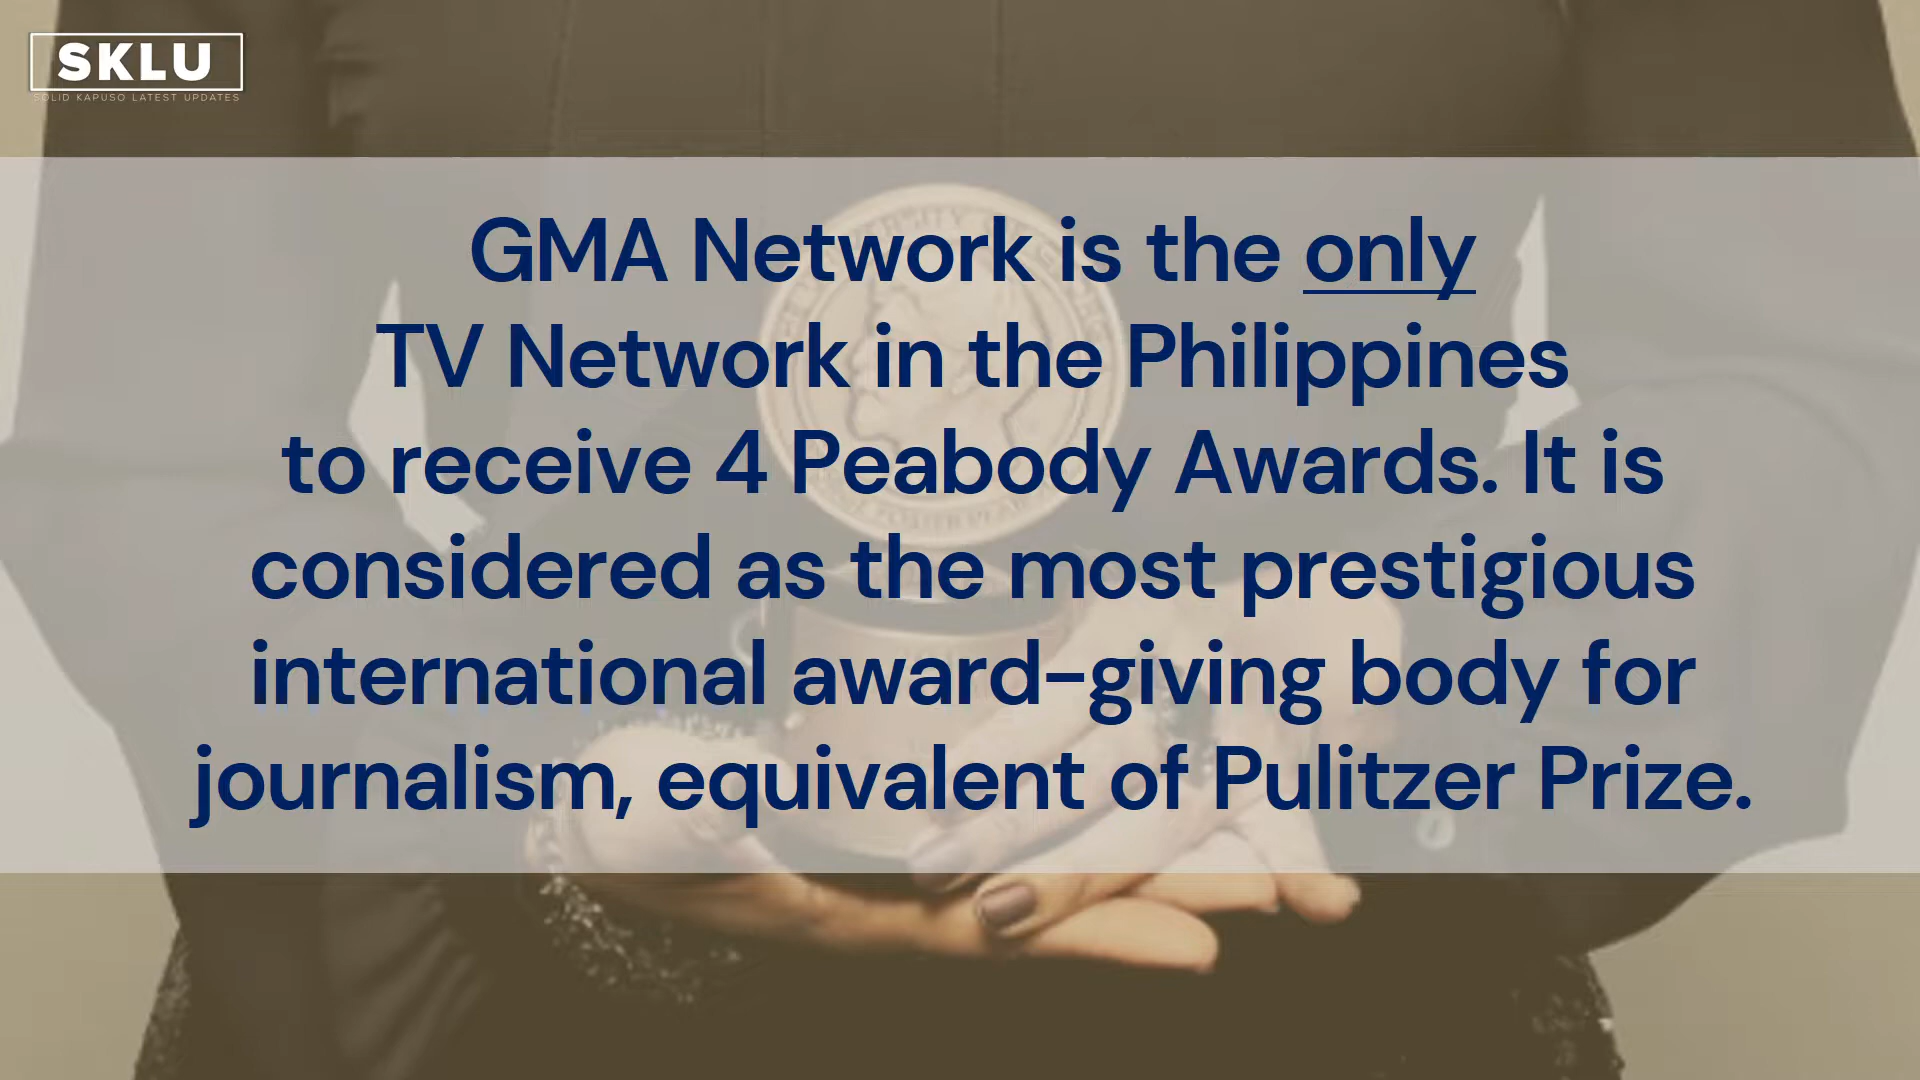 SKLU
SOLID KAPUSO LATEST UPDATES
GMA Network is the only
TV Network in the Philippines
to receive 4 Peabody Awards. It is
considered as the most prestigious
international award-giving body for
journalism, equivalent of Pulitzer Prize.